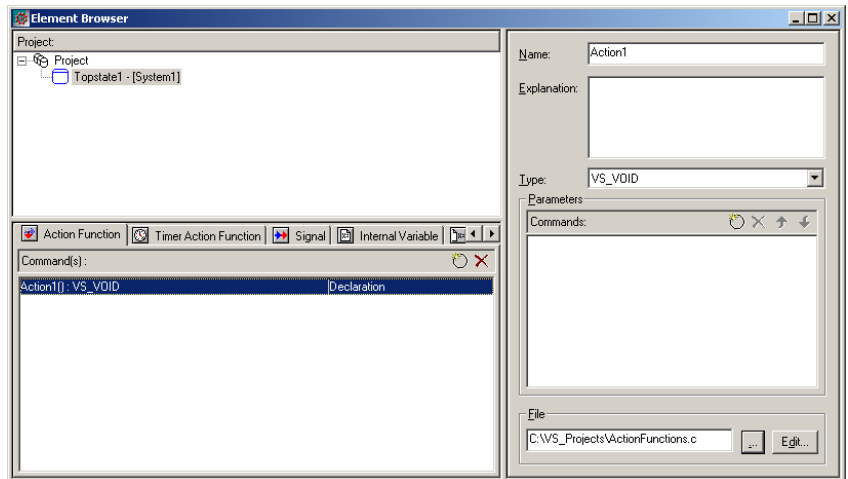 Element Browser
Project:
Project
Topstate1 - [System1]
Action Function
Timer Action Function
Signal
Internal Variable
Command(s) :
Action1() : VS_VOID
Declaration
Name:
Action1
Explanation:
Type:
VS_VOID
Parameters
Commands:
File
C:\VS_Projects\ActionFunctions.c
...
Edit...